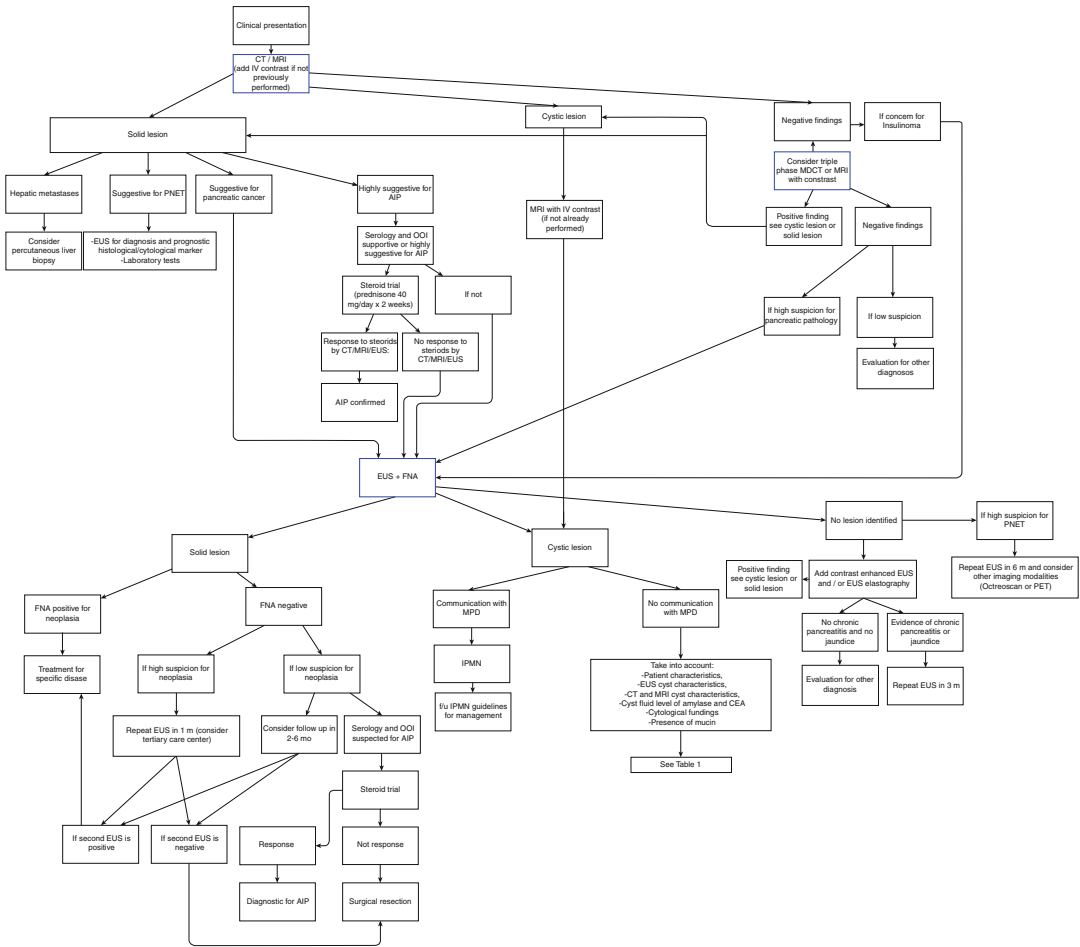 Clinical presentation
CT / MRI
(add IV contrast if not
previously
performed)
Solid lesion
Cystic lesion
Negative findings
If concern for
Insulinoma
Consider triple
phase MDCT or MRI
with constrast
Hepatic metastases
Suggestive for PNET
Suggestive for
pancreatic cancer
Highly suggestive for
AIP
MRI with IV contrast
(if not already
performed)
Positive finding
see cystic lesion or
solid lesion
Negative findings
Consider
percutaneous liver
biopsy
-EUS for diagnosis and prognostic
histological/cytological marker
-Laboratory tests
Serology and OOI
supportive or highly
suggestive for AIP
Steroid trial
(prednisone 40
mg/day x 2 weeks)
If not
If high suspicion for
pancreatic pathology
If low suspicion
Response to steorids
by CT/MRI/EUS:
No response to
steriods by
CT/MRI/EUS
Evaluation for other
diagnosos
AIP confirmed
EUS + FNA
Solid lesion
Cystic lesion
No lesion identified
If high suspicion for
PNET
Positive finding
see cystic lesion or
solid lesion
Add contrast enhanced EUS
and / or EUS elastography
Repeat EUS in 6 m and consider
other imaging modalities
(Octreoscan or PET)
FNA positive for
neoplasia
FNA negative
Communication with
MPD
No communication
with MPD
No chronic
pancreatitis and no
jaundice
Evidence of chronic
pancreatitis or
jaundice
Treatment for
specific disase
If high suspicion for
neoplasia
If low suspicion for
neoplasia
IPMN
Take into account:
-Patient characteristics,
-EUS cyst characteristics,
-CT and MRI cyst characteristics,
-Cyst fluid level of amylase and CEA
-Cytological fundings
-Presence of mucin
Evaluation for other
diagnosis
Repeat EUS in 3 m
f/u IPMN guidelines
for management
Repeat EUS in 1 m (consider
tertiary care center)
Consider follow up in
2-6 mo
Serology and OOI
suspected for AIP
See Table 1
Steroid trial
If second EUS is
positive
If second EUS is
negative
Response
Not response
Diagnostic for AIP
Surgical resection